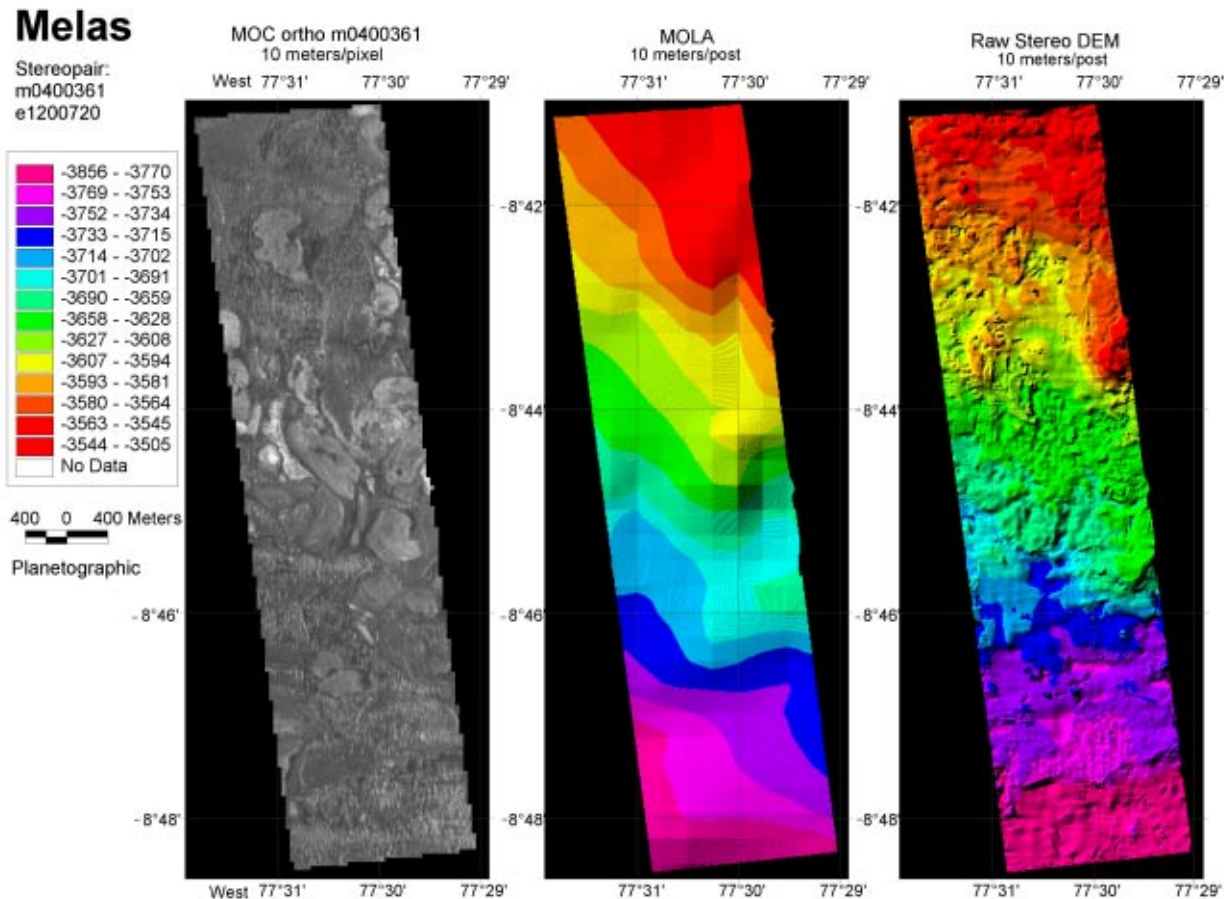 Melas
Stereopair:
m0400361
e1200720
-3856 - -3770
-3769 - -3753
-3752 - -3734
-3733 - -3715
-3714 - -3702
-3701 - -3691
-3690 - -3659
-3658 - -3628
-3627 - -3608
-3607 - -3594
-3593 - -3581
-3580 - -3564
-3563 - -3545
-3544 - -3505
No Data
400 0 400 Meters
Planetographic
MOC ortho m0400361
10 meters/pixel
West 77°31' 77°30' 77°29'
MOLA
10 meters/post
77°31' 77°30' 77°29'
Raw Stereo DEM
10 meters/post
77°31' 77°30' 77°29'
-8°42' -8°42'
-8°44' -8°44'
-8°46' -8°46' -8°46'
-8°48' -8°48' -8°48'
West 77°31' 77°30' 77°29'
77°31' 77°30' 77°29'
77°31' 77°30' 77°29'